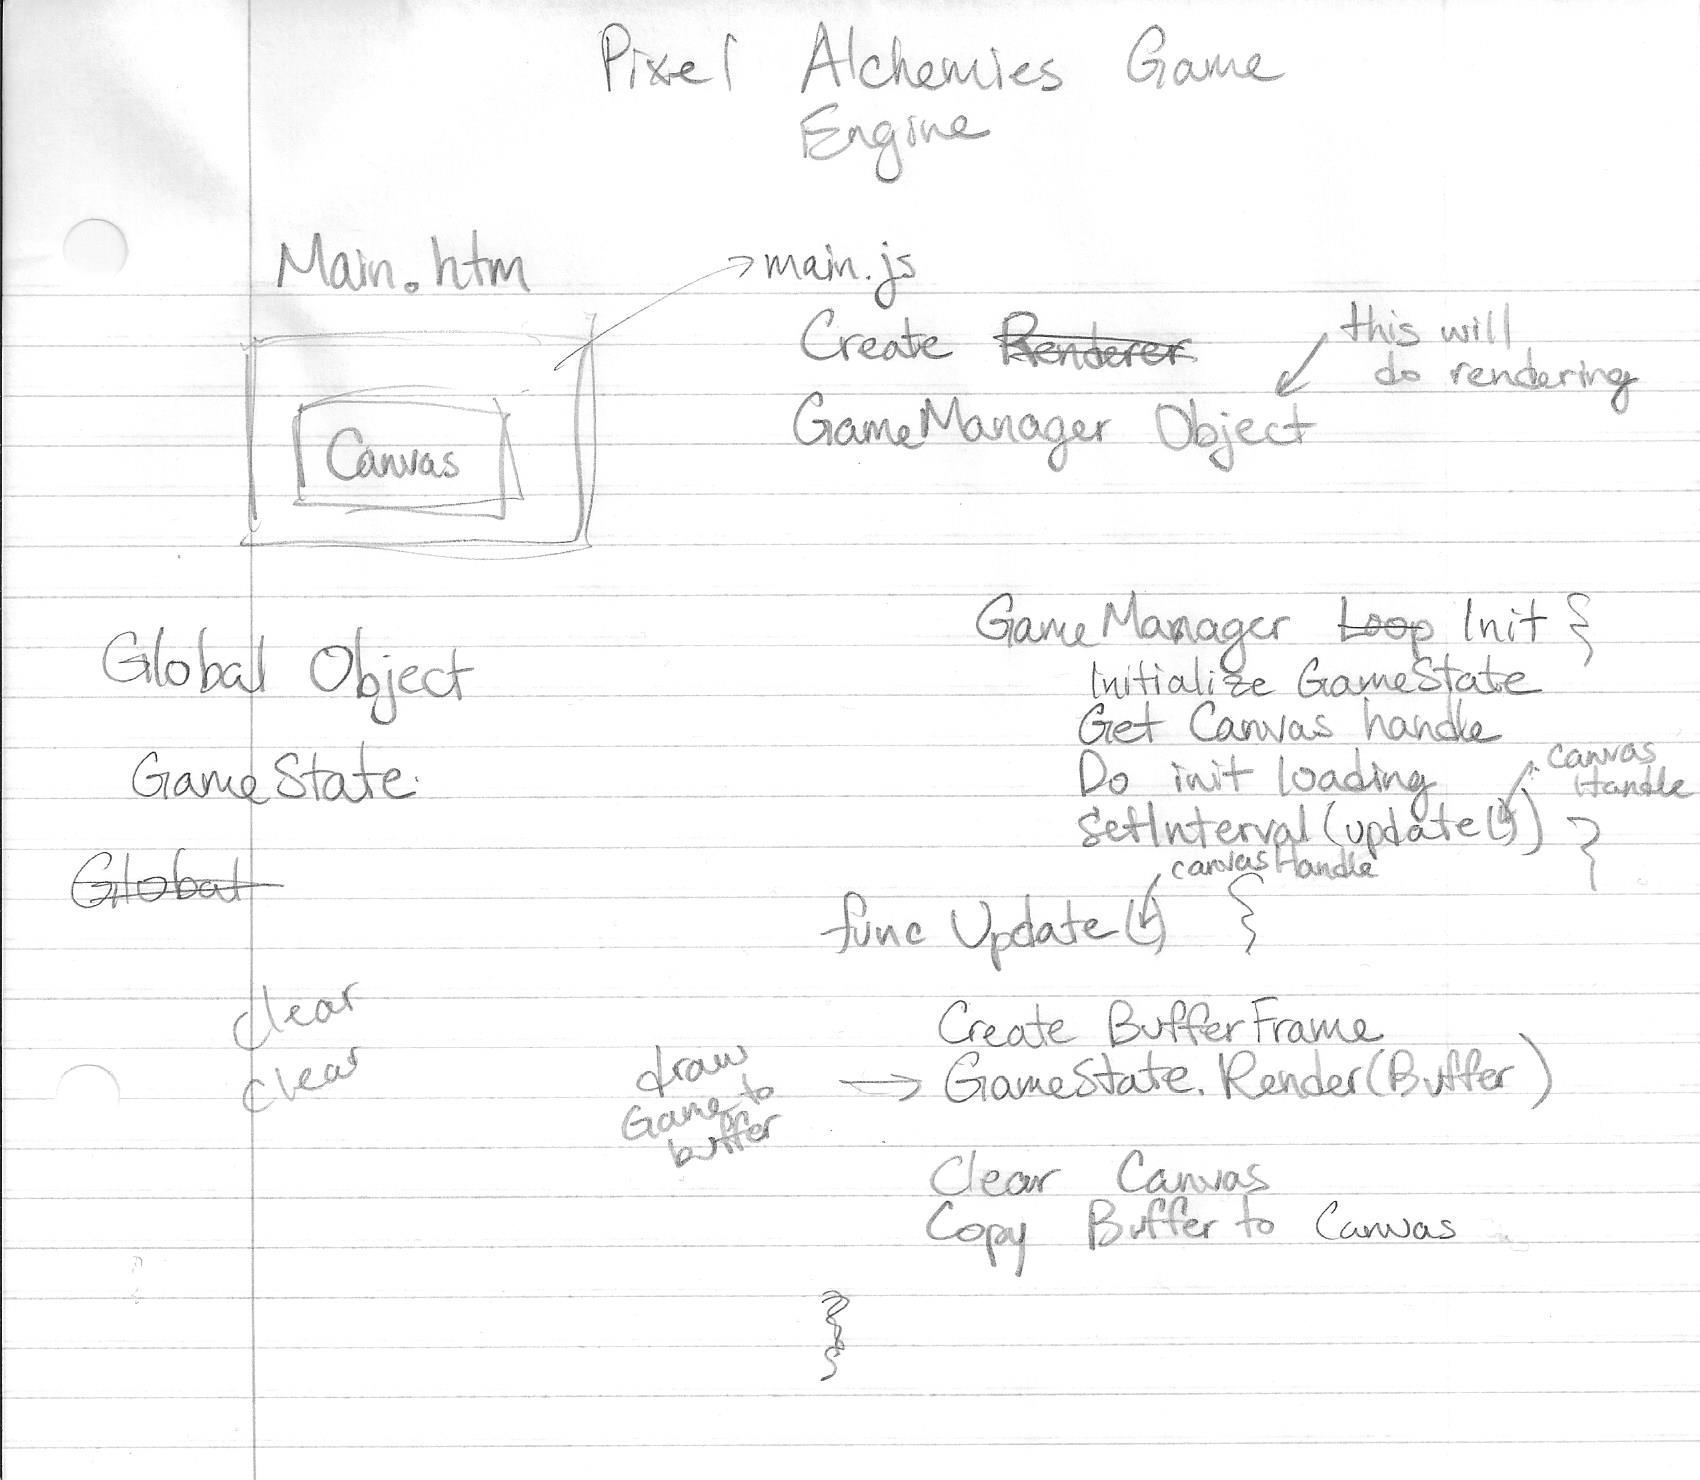 Pixel Alchemies Game
Engine
Main.htm
Canvas
main.js
Create Renderer
GameManager Object
this will
do rendering
Global Object
GameState.
Global
GameManager Loop Init {
Initialize GameState
Get Canvas handle
Do init loading
setInterval(update())
canvas
Handle
}
canvasHandle
func Update() {
clear
clear
Create BufferFrame
draw
Game to
buffer
→ GameState.Render(Buffer)
Clear Canvas
Copy Buffer to Canvas
}